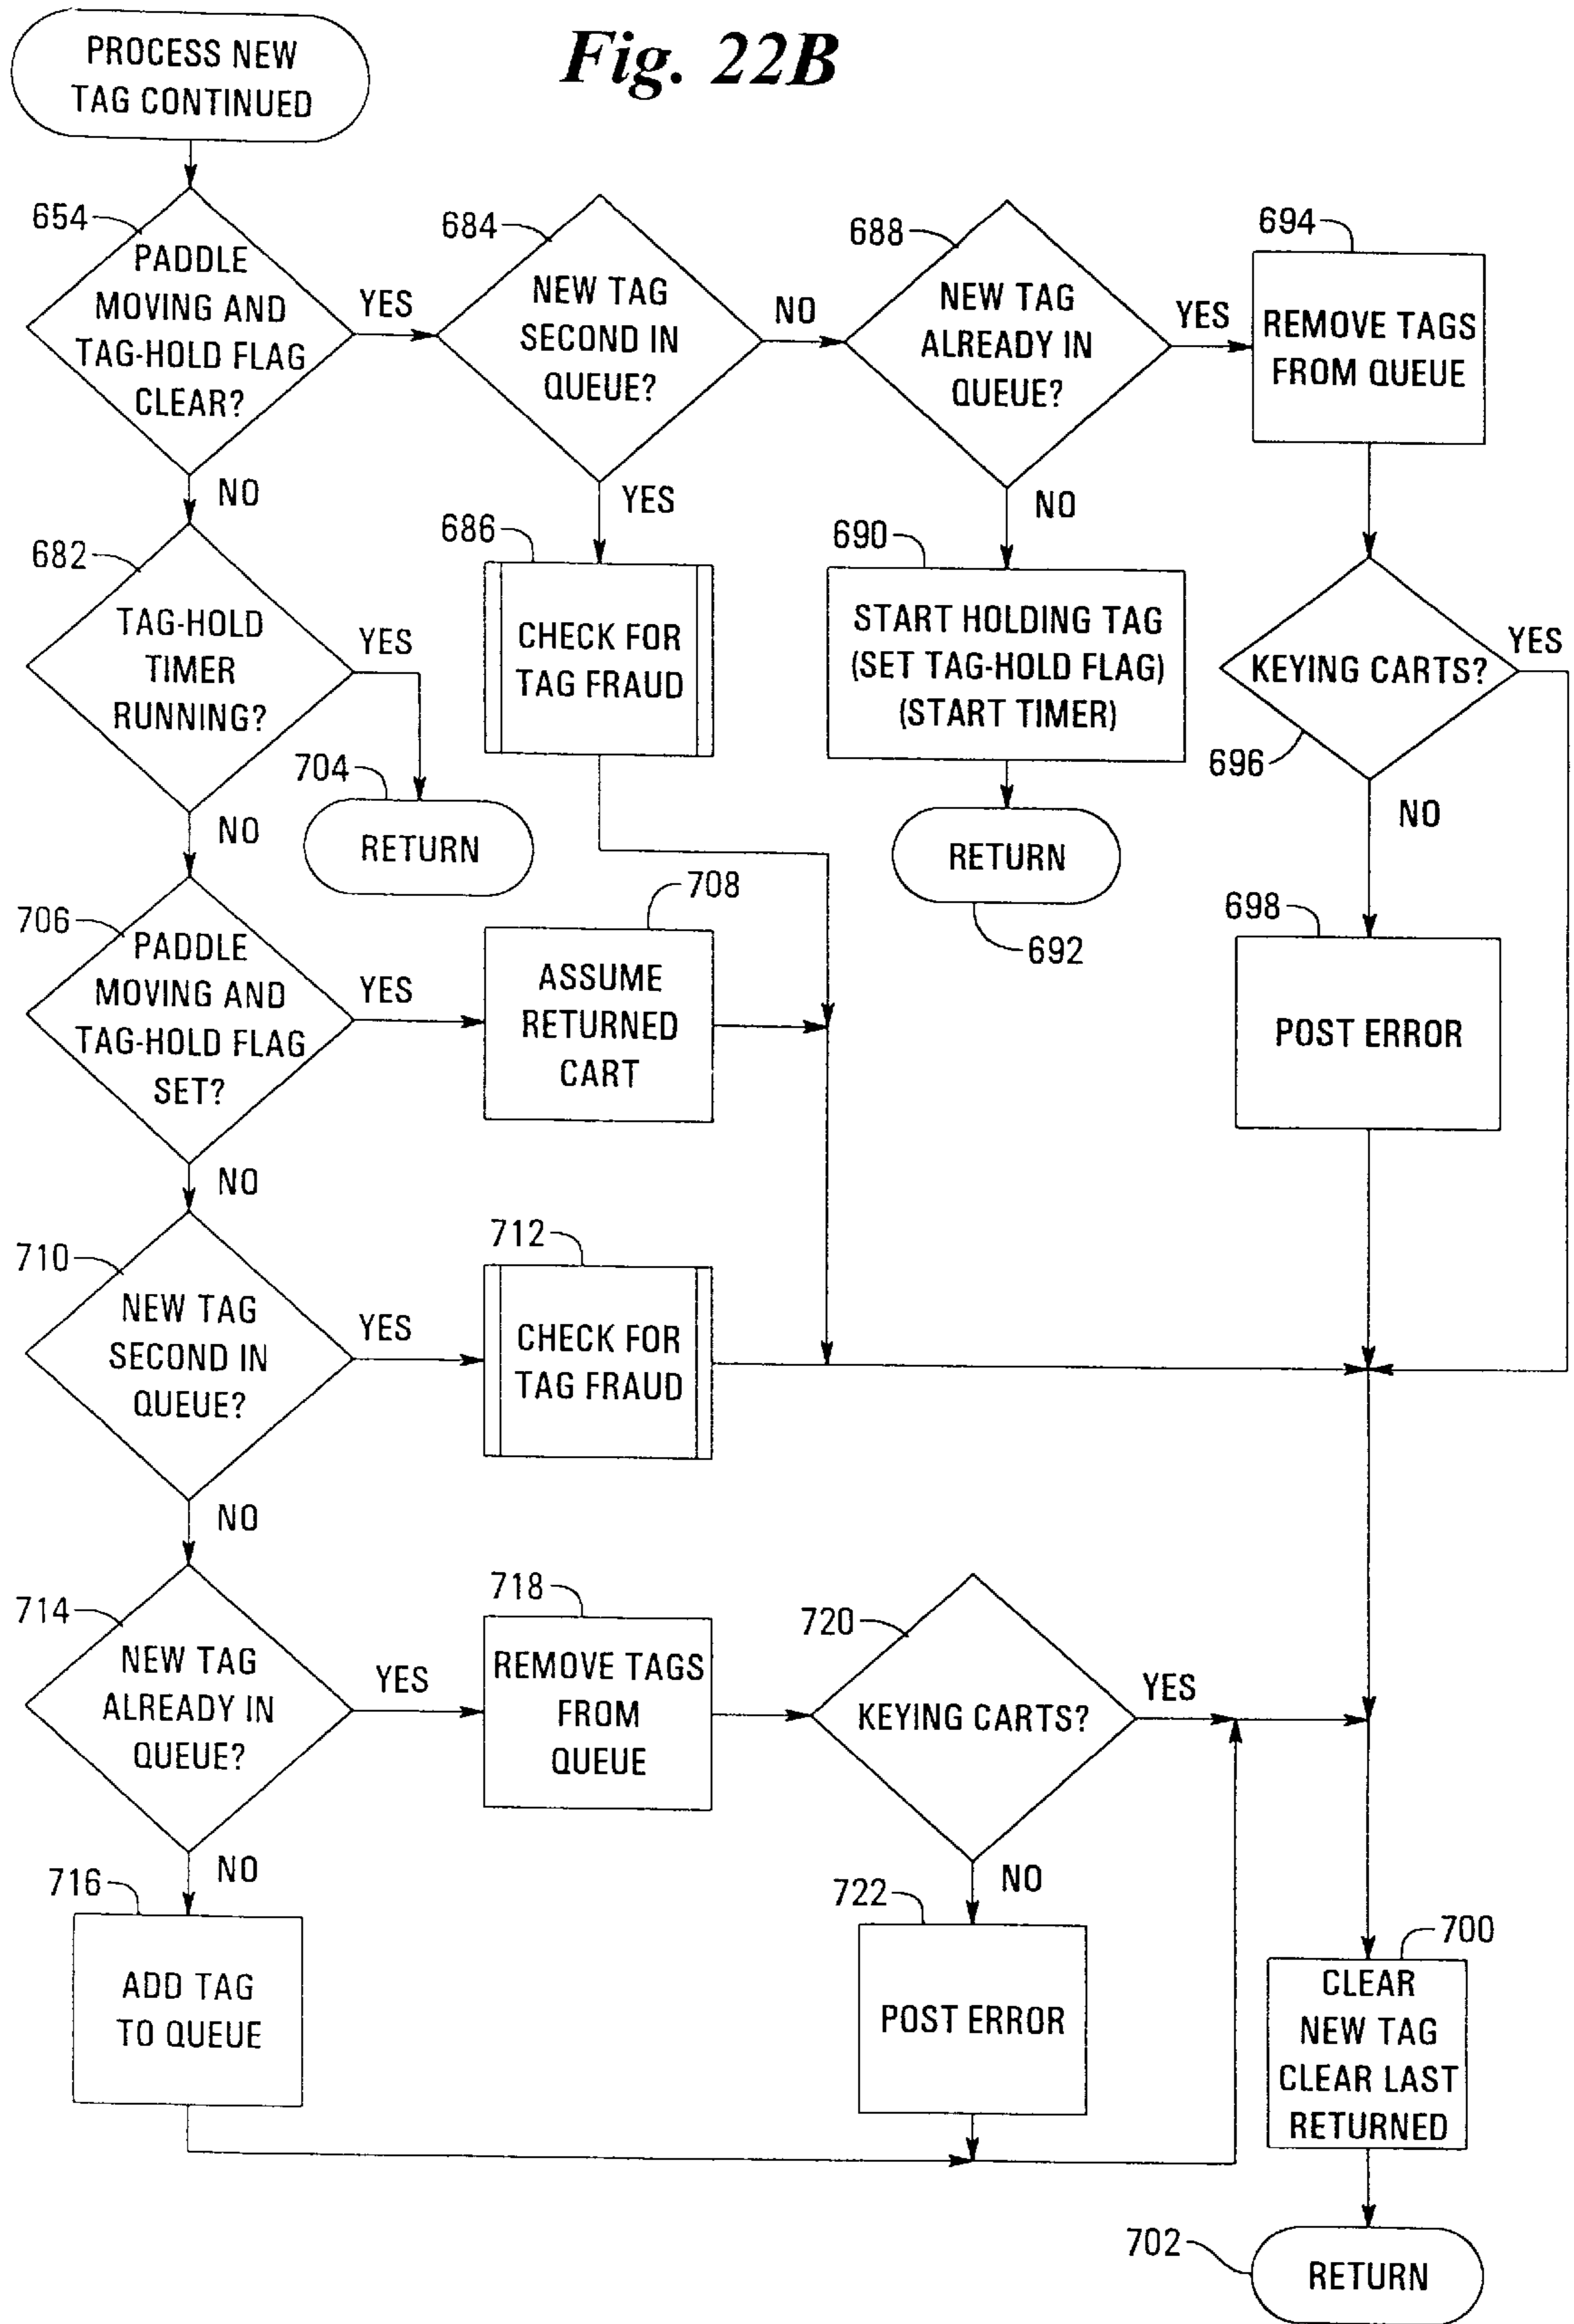 Fig. 22B
PROCESS NEW
TAG CONTINUED
654
PADDLE
MOVING AND
TAG-HOLD FLAG
CLEAR?
YES
NO
684
NEW TAG
SECOND IN
QUEUE?
NO
YES
688
NEW TAG
ALREADY IN
QUEUE?
YES
NO
694
REMOVE TAGS
FROM QUEUE
682
TAG-HOLD
TIMER
RUNNING?
YES
NO
704
RETURN
686
CHECK FOR
TAG FRAUD
690
START HOLDING TAG
(SET TAG-HOLD FLAG)
(START TIMER)
RETURN
692
KEYING CARTS?
YES
696
NO
698
POST ERROR
706
PADDLE
MOVING AND
TAG-HOLD FLAG
SET?
YES
NO
708
ASSUME
RETURNED
CART
710
NEW TAG
SECOND IN
QUEUE?
YES
NO
712
CHECK FOR
TAG FRAUD
714
NEW TAG
ALREADY IN
QUEUE?
YES
NO
718
REMOVE TAGS
FROM
QUEUE
720
KEYING CARTS?
YES
NO
716
ADD TAG
TO QUEUE
722
POST ERROR
700
CLEAR
NEW TAG
CLEAR LAST
RETURNED
702
RETURN